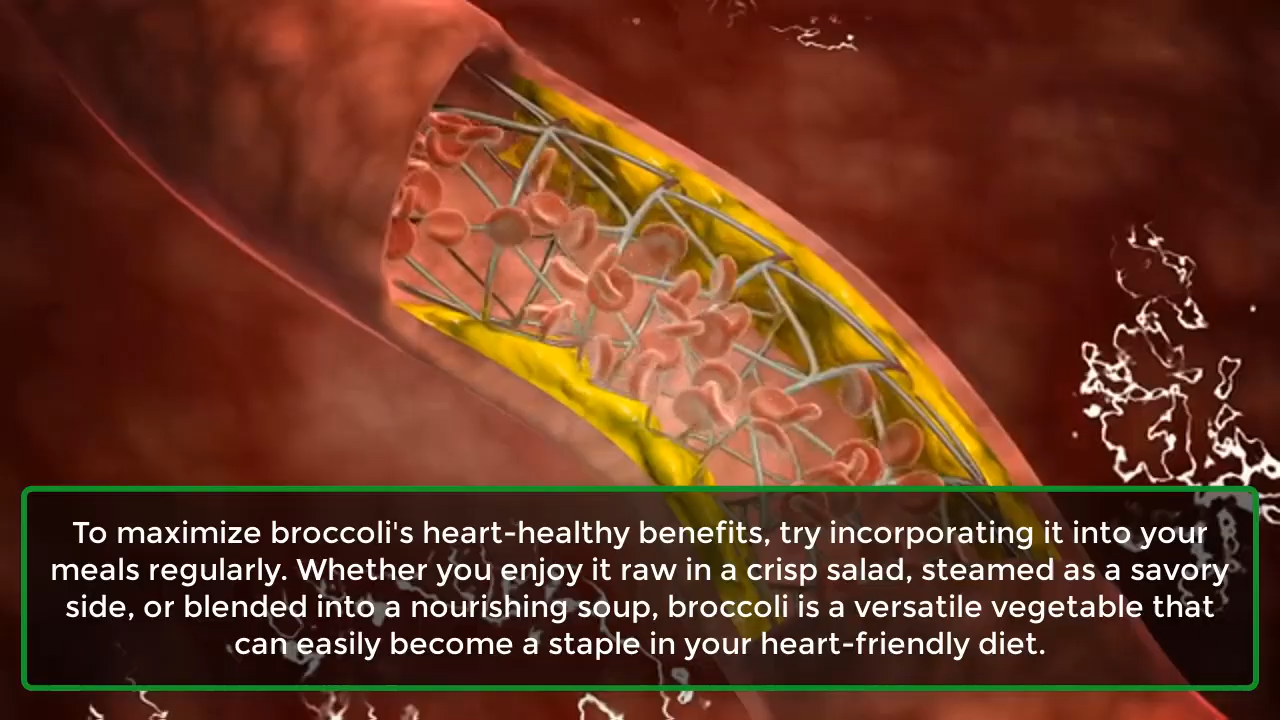 To maximize broccoli's heart-healthy benefits, try incorporating it into your
meals regularly. Whether you enjoy it raw in a crisp salad, steamed as a savory
side, or blended into a nourishing soup, broccoli is a versatile vegetable that
can easily become a staple in your heart-friendly diet.